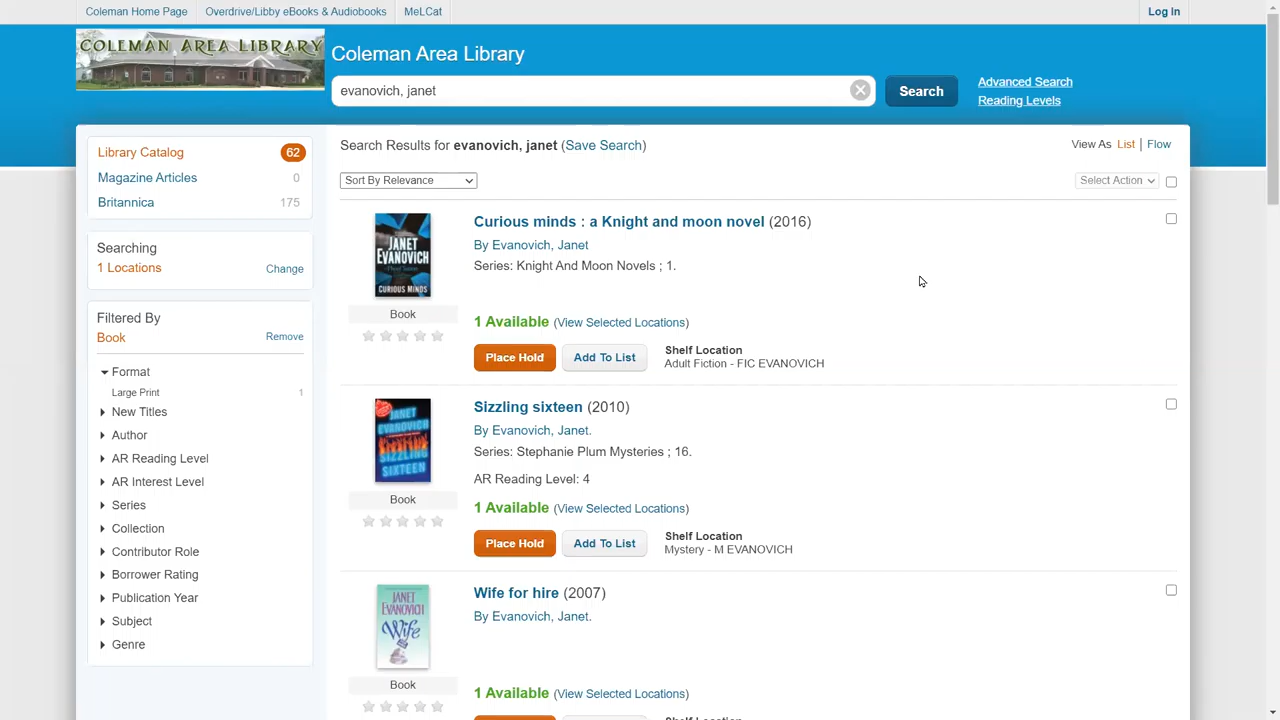 Coleman Home Page Overdrive/Libby eBooks & Audiobooks MeLCat Log In
COLEMAN AREA LIBRARY
Coleman Area Library
evanovich, janet
Search
Advanced Search
Reading Levels
Library Catalog 62
Magazine Articles 0
Britannica 175
Searching
1 Locations Change
Filtered By
Book Remove
Format
Large Print 1
New Titles
Author
AR Reading Level
AR Interest Level
Series
Collection
Contributor Role
Borrower Rating
Publication Year
Subject
Genre
Search Results for evanovich, janet (Save Search)
View As List | Flow
Sort By Relevance
Select Action
JANET
EVANOVICH
CURIOUS MINDS
Book
Curious minds : a Knight and moon novel (2016)
By Evanovich, Janet
Series: Knight And Moon Novels ; 1.
1 Available (View Selected Locations)
Place Hold Add To List
Shelf Location
Adult Fiction - FIC EVANOVICH
JANET
EVANOVICH
SIZZLING
SIXTEEN
Book
Sizzling sixteen (2010)
By Evanovich, Janet.
Series: Stephanie Plum Mysteries ; 16.
AR Reading Level: 4
1 Available (View Selected Locations)
Place Hold Add To List
Shelf Location
Mystery - M EVANOVICH
JANET
EVANOVICH
Wife
Book
Wife for hire (2007)
By Evanovich, Janet.
1 Available (View Selected Locations)